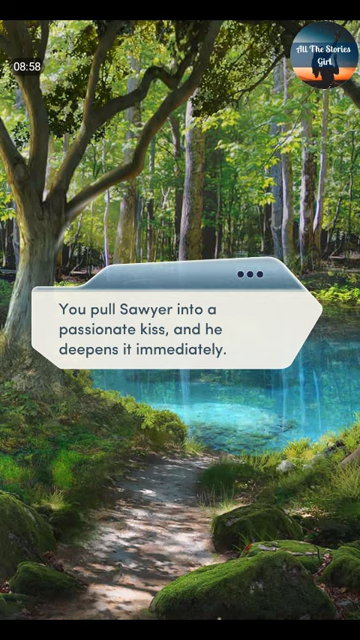 08:58
All The Stories
Girl
You pull Sawyer into a
passionate kiss, and he
deepens it immediately.